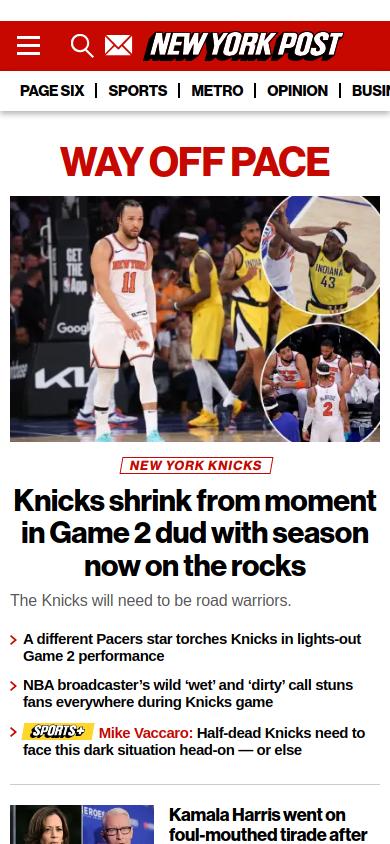 NEW YORK POST
PAGE SIX SPORTS METRO OPINION BUSIN
WAY OFF PACE
GET
THE
NBA
App
Google
NEW YORK
11
INDIANA
43
2
NEW YORK KNICKS
Knicks shrink from moment
in Game 2 dud with season
now on the rocks
The Knicks will need to be road warriors.
A different Pacers star torches Knicks in lights-out
Game 2 performance
NBA broadcaster’s wild ‘wet’ and ‘dirty’ call stuns
fans everywhere during Knicks game
SPORTS+ Mike Vaccaro: Half-dead Knicks need to
face this dark situation head-on — or else
Kamala Harris went on
foul-mouthed tirade after